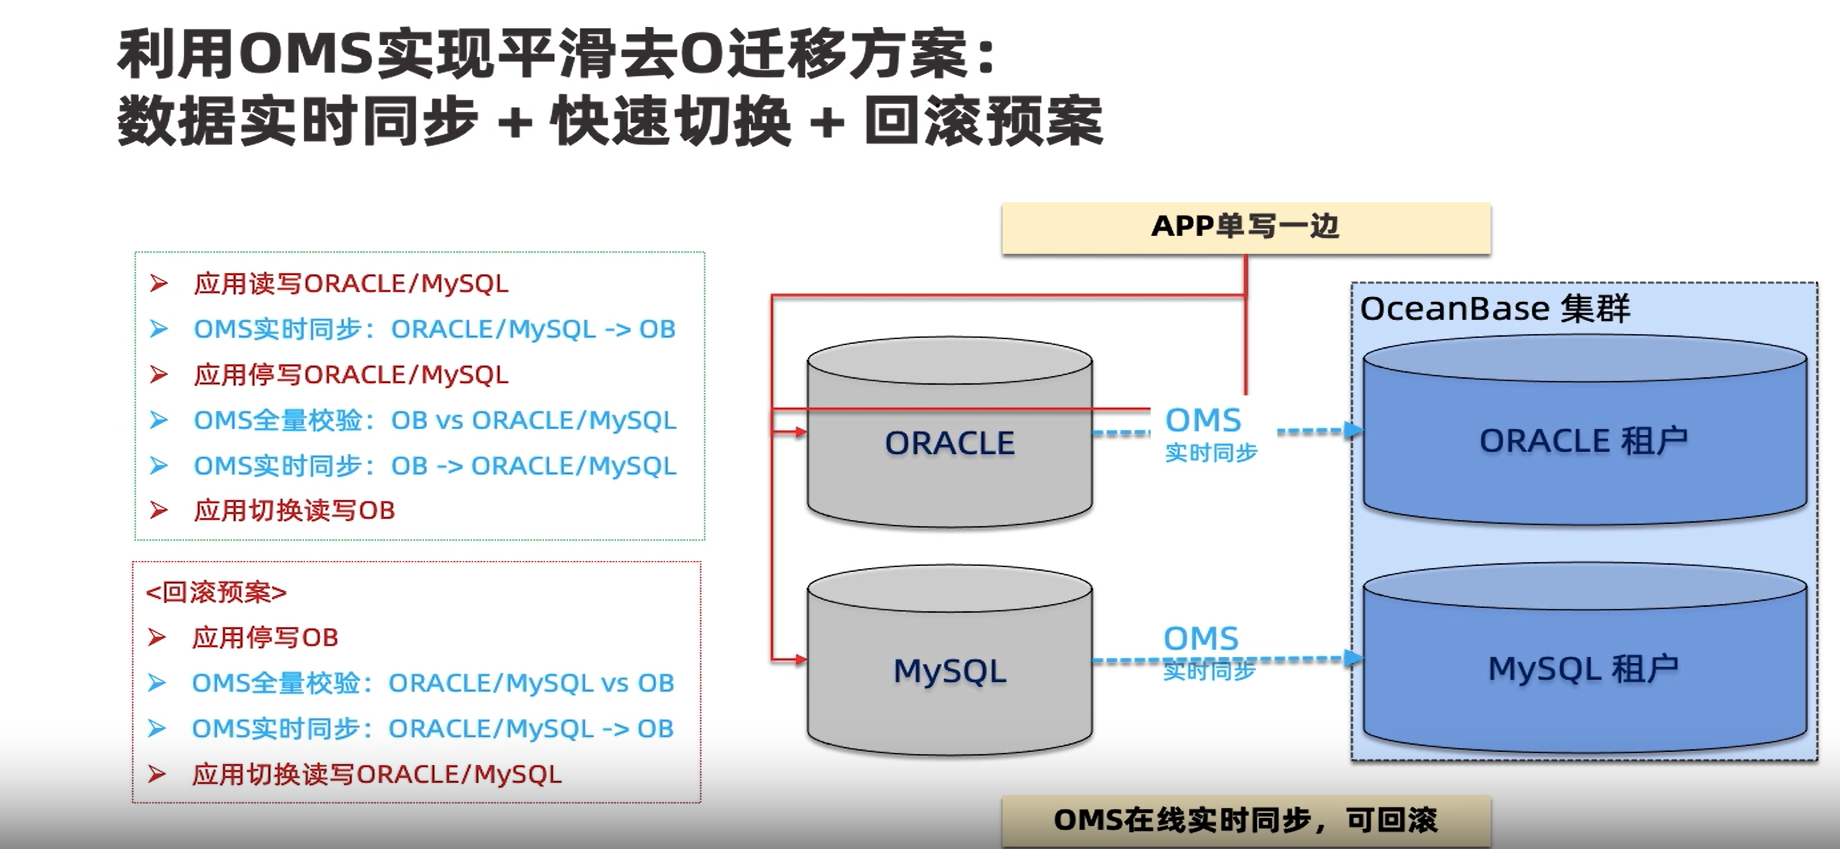 利用OMS实现平滑去O迁移方案：
数据实时同步 + 快速切换 + 回滚预案
应用读写ORACLE/MySQL
OMS实时同步：ORACLE/MySQL -> OB
应用停写ORACLE/MySQL
OMS全量校验：OB vs ORACLE/MySQL
OMS实时同步：OB -> ORACLE/MySQL
应用切换读写OB
<回滚预案>
应用停写OB
OMS全量校验：ORACLE/MySQL vs OB
OMS实时同步：ORACLE/MySQL -> OB
应用切换读写ORACLE/MySQL
APP单写一边
OceanBase 集群
ORACLE
OMS
实时同步
ORACLE 租户
MySQL
OMS
实时同步
MySQL 租户
OMS在线实时同步，可回滚